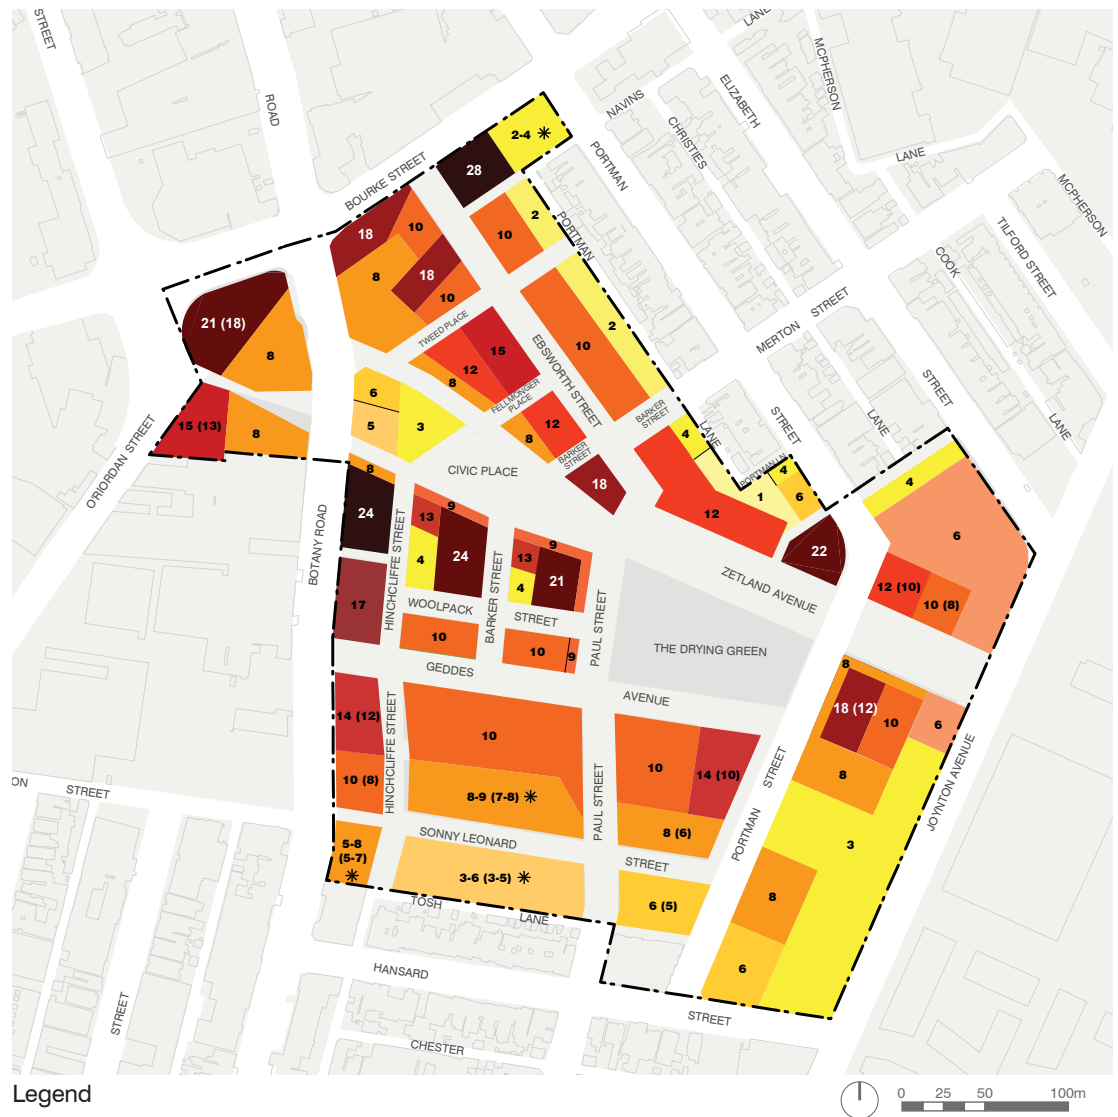 STREET
ROAD
LANE
MCPHERSON
ELIZABETH
NAVINS
CHRISTIES
2-4 ✳
LANE
BOURKE STREET
28
PORTMAN
MCPHERSON
18
10
10
2
PORTMAN
TILFORD STREET
COOK
8
18
10
21 (18)
8
TWEED PLACE
2
10
MERTON STREET
15
12
8
EBSWORTH STREET
FELLMONGER
PLACE
6
5
3
STREET
LANE
LANE
15 (13)
8
ORIORDAN STREET
12
8
BARKER
STREET
BARKER
STREET
4
LANE
STREET
PORTMAN LN
4
6
1
CIVIC PLACE
18
12
4
6
8
24
9
13
24
4
9
13
21
4
22
BOTANY ROAD
HINCHCLIFFE STREET
BARKER STREET
ZETLAND AVENUE
12 (10)
10 (8)
17
WOOLPACK
STREET
10
10
9
PAUL STREET
THE DRYING GREEN
GEDDES
AVENUE
8
18 (12)
10
6
14 (12)
HINCHCLIFFE STREET
10
10
14 (10)
8
10 (8)
8-9 (7-8) ✳
PAUL STREET
8 (6)
PORTMAN STREET
JOYNTON AVENUE
3
ON STREET
5-8
(5-7)
✳
SONNY LEONARD
STREET
3-6 (3-5) ✳
6 (5)
8
TOSH
LANE
6
HANSARD
STREET
STREET
CHESTER
Legend
0 25 50 100m